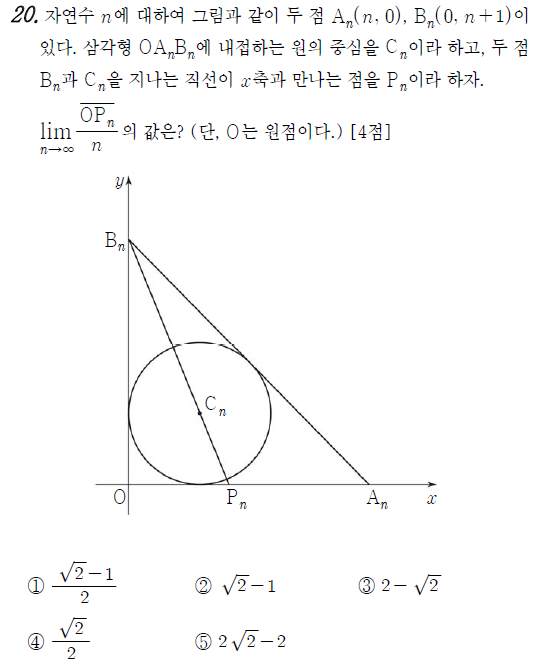 20. 자연수 n에 대하여 그림과 같이 두 점 Aₙ(n, 0), Bₙ(0, n+1)이
있다. 삼각형 OAₙBₙ에 내접하는 원의 중심을 Cₙ이라 하고, 두 점
Bₙ과 Cₙ을 지나는 직선이 x축과 만나는 점을 Pₙ이라 하자.
lim_{n→∞} \frac{\overline{OPₙ}}{n}의 값은? (단, O는 원점이다.) [4점]
y
Bₙ
Cₙ
O Pₙ Aₙ x
① \frac{√2−1}{2} ② √2−1 ③ 2−√2
④ \frac{√2}{2} ⑤ 2√2−2